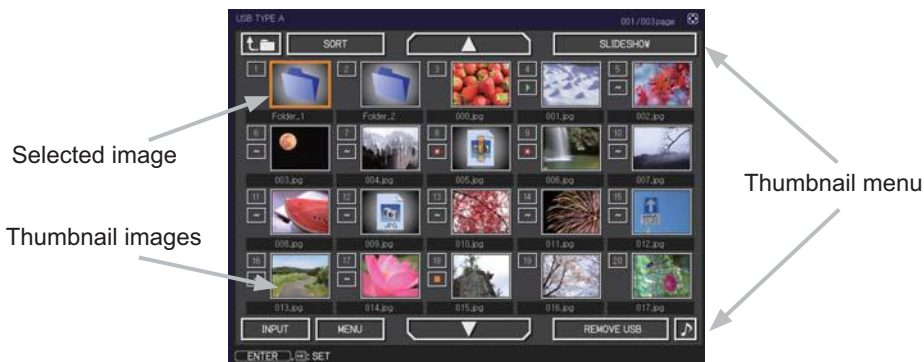 USB TYPE A 001/003page
SORT SLIDESHOW
1 2 3 4 5
Folder_1 Folder_2 000.jpg 001.jpg 002.jpg
Selected image
6 7 8 9 10
003.jpg 004.jpg 005.jpg 006.jpg 007.jpg
Thumbnail menu
11 12 13 14 15
JPG
Thumbnail images
008.jpg 009.jpg 010.jpg 011.jpg 012.jpg
16 17 18 19 20
013.jpg 014.jpg 015.jpg 016.jpg 017.jpg
INPUT MENU REMOVE USB
ENTER , : SET